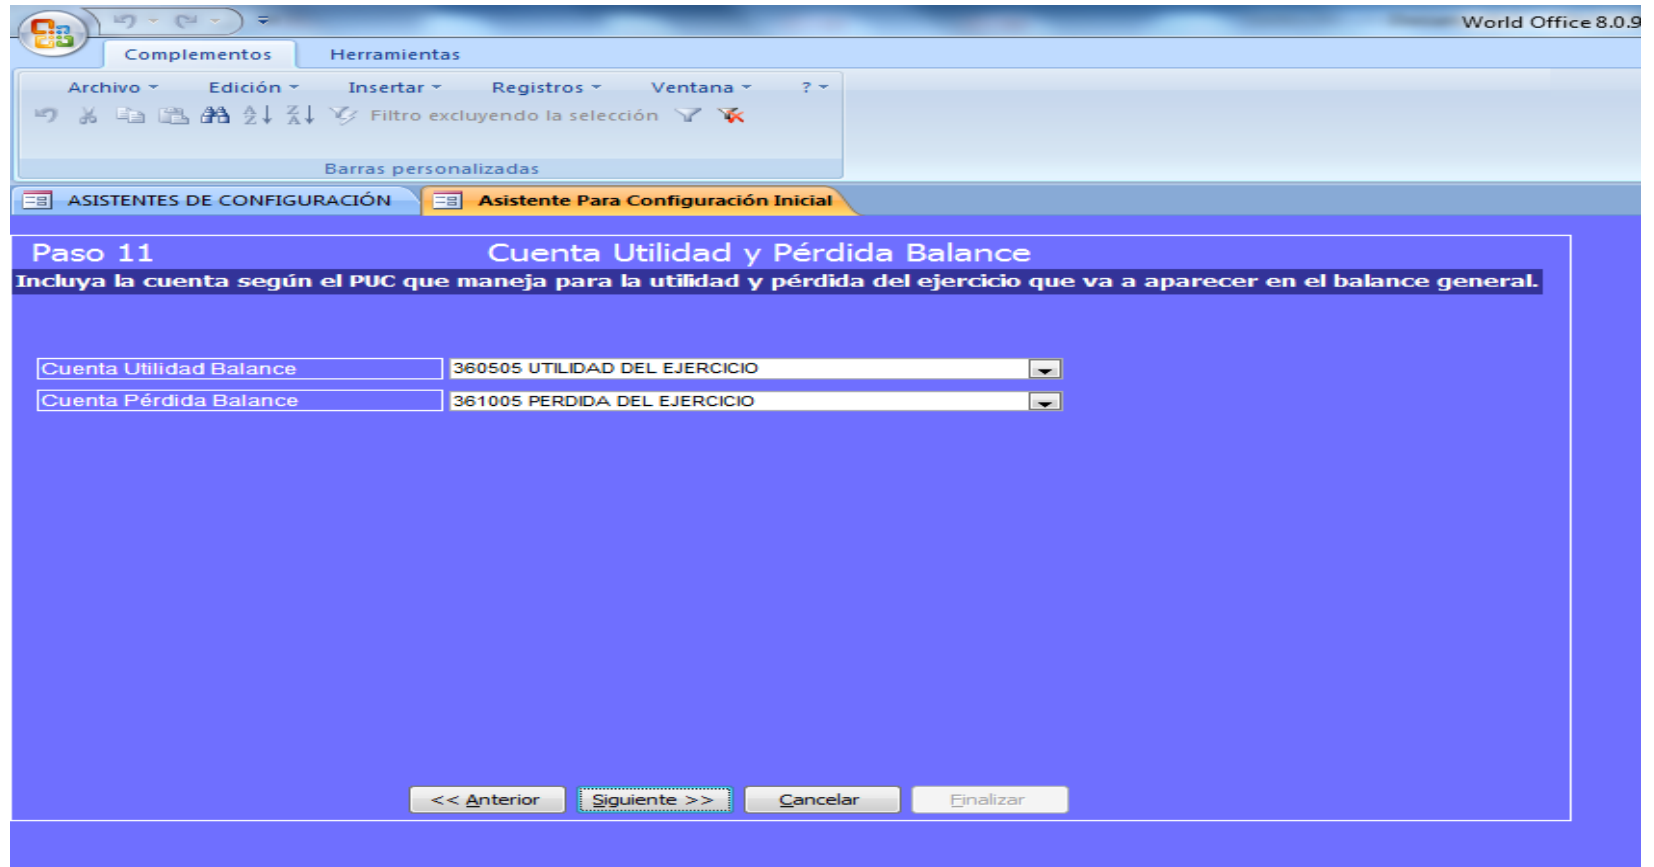 World Office 8.0.9
Complementos Herramientas
Archivo Edición Insertar Registros Ventana ?
Filtro excluyendo la selección
Barras personalizadas
ASISTENTES DE CONFIGURACIÓN Asistente Para Configuración Inicial
Paso 11 Cuenta Utilidad y Pérdida Balance
Incluya la cuenta según el PUC que maneja para la utilidad y pérdida del ejercicio que va a aparecer en el balance general.
Cuenta Utilidad Balance 360505 UTILIDAD DEL EJERCICIO
Cuenta Pérdida Balance 361005 PERDIDA DEL EJERCICIO
<< Anterior Siguiente >> Cancelar Finalizar